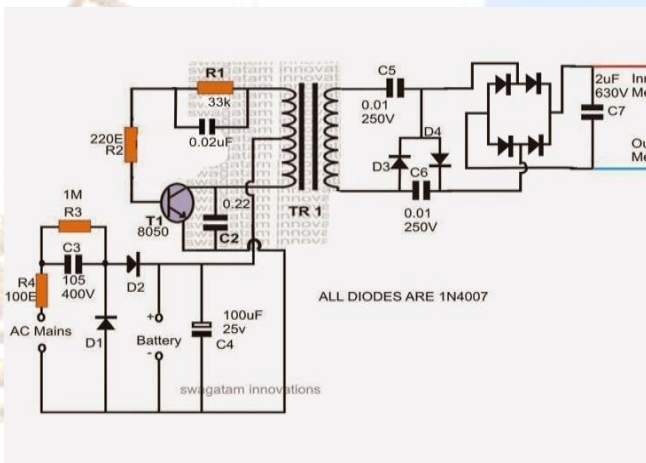 R1
33k
0.02uF
220E
R2
T1
8050
0.22
C2
TR 1
C5
0.01
250V
D4
D3
C6
0.01
250V
2uF
630V
C7
1M
R3
C3
105
400V
R4
100E
D2
AC Mains
D1
+
Battery
-
100uF
25v
C4
ALL DIODES ARE 1N4007
swagatam innovations